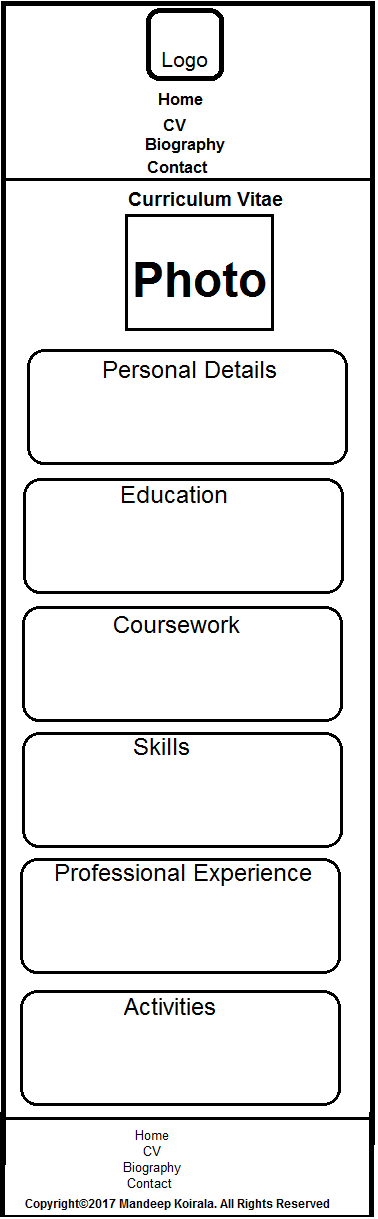 Logo
Home
CV
Biography
Contact
Curriculum Vitae
Photo
Personal Details
Education
Coursework
Skills
Professional Experience
Activities
Home
CV
Biography
Contact
Copyright©2017 Mandeep Koirala. All Rights Reserved